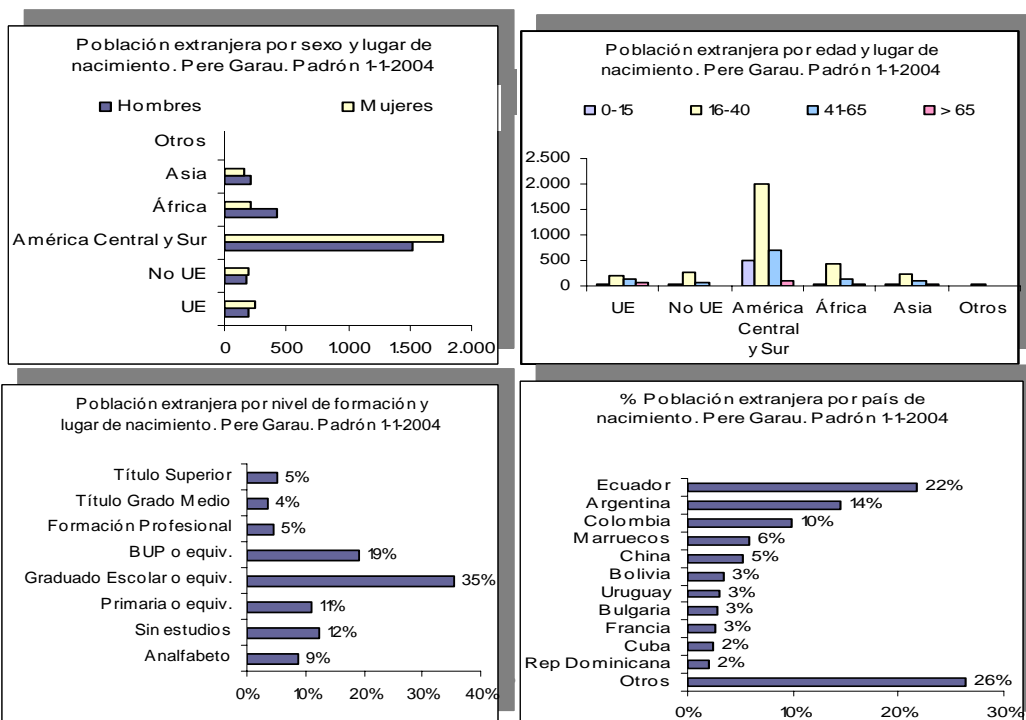 Población extranjera por sexo y lugar de
nacimiento. Pere Garau. Padrón 1-1-2004
Hombres
Mujeres
Otros
Asia
África
América Central y Sur
No UE
UE
0
500
1.000
1.500
2.000
Población extranjera por edad y lugar de
nacimiento. Pere Garau. Padrón 1-1-2004
0-15
16-40
41-65
> 65
2.500
2.000
1.500
1.000
500
0
UE
No UE
América
Central
y Sur
África
Asia
Otros
Población extranjera por nivel de formación y
lugar de nacimiento. Pere Garau. Padrón 1-1-2004
Título Superior 5%
Título Grado Medio 4%
Formación Profesional 5%
BUP o equiv. 19%
Graduado Escolar o equiv. 35%
Primaria o equiv. 11%
Sin estudios 12%
Analfabeto 9%
0% 10% 20% 30% 40%
% Población extranjera por país de
nacimiento. Pere Garau. Padrón 1-1-2004
Ecuador 22%
Argentina 14%
Colombia 10%
Marruecos 6%
China 5%
Bolivia 3%
Uruguay 3%
Bulgaria 3%
Francia 3%
Cuba 2%
Rep Dominicana 2%
Otros 26%
0% 10% 20% 30%